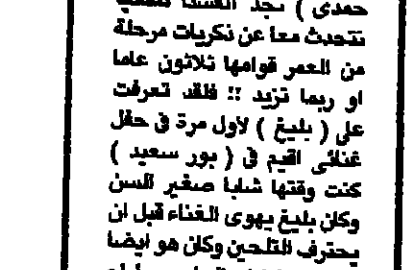 حمدى ) نجد انفسنا
نتحدث معا عن ذكريات مرحلة
من العمر قوامها ثلاثون عاما
او ربما تزيد !! فلقد تعرفت
على ( بليغ ) لأول مرة فى حفل
غنائى اقيم فى ( بور سعيد )
كنت وقتها شابا صغير السن
وكان بليغ يهوى الغناء قبل ان
يحترف التلحين وكان هو ايضا